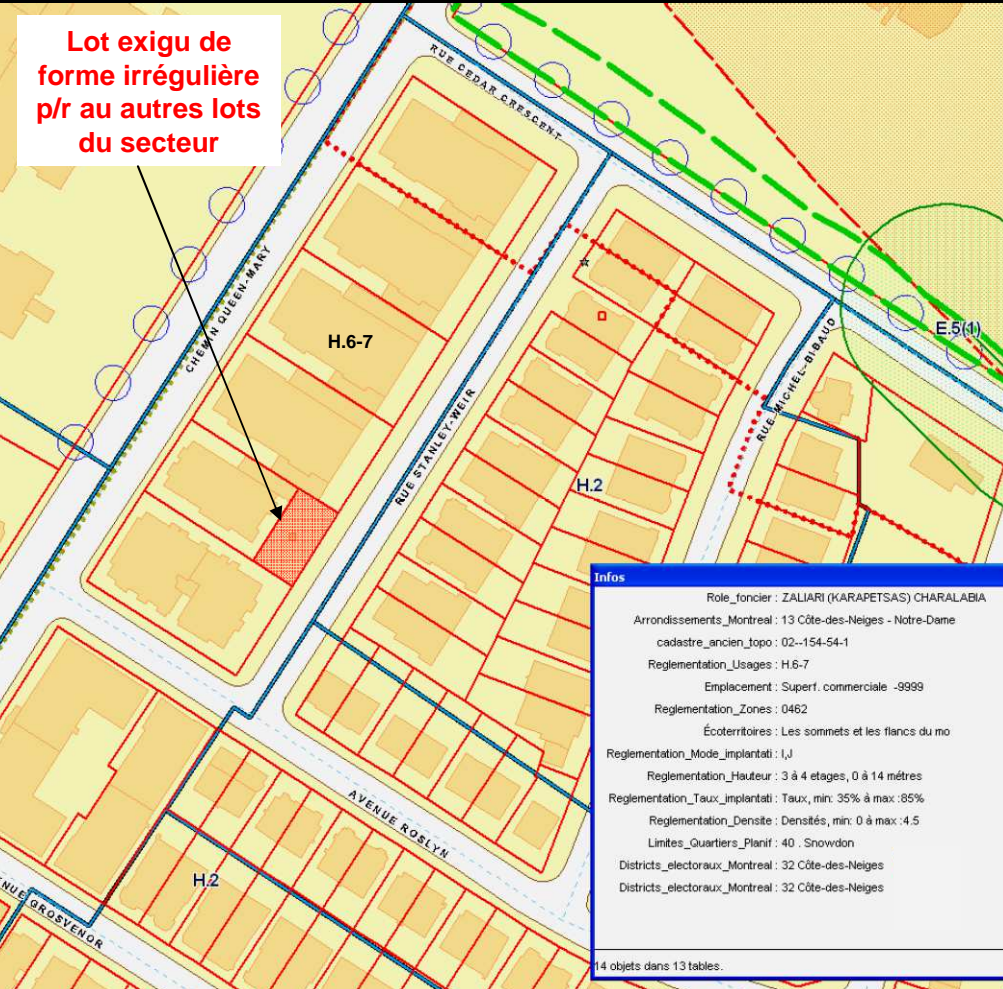 Lot exigu de
forme irrégulière
p/r au autres lots
du secteur
RUE CEDAR CRESCENT
CHEMIN QUEEN-MARY
H.6-7
RUE STANLEY-WEIR
RUE MICHEL-BIBAUD
E.5(1)
H.2
AVENUE ROSLYN
H.2
NUE GROSVENOR
Infos
Role_foncier : ZALIARI (KARAPETSAS) CHARALABIA
Arrondissements_Montreal : 13 Côte-des-Neiges - Notre-Dame
cadastre_ancien_topo : 02--154-54-1
Reglementation_Usages : H.6-7
Emplacement : Superf. commerciale -9999
Reglementation_Zones : 0462
Écoterritoires : Les sommets et les flancs du mo
Reglementation_Mode_implantati : I,J
Reglementation_Hauteur : 3 à 4 etages, 0 à 14 métres
Reglementation_Taux_implantati : Taux, min: 35% à max :85%
Reglementation_Densite : Densités, min: 0 à max :4.5
Limites_Quartiers_Planif : 40 . Snowdon
Districts_electoraux_Montreal : 32 Côte-des-Neiges
Districts_electoraux_Montreal : 32 Côte-des-Neiges
14 objets dans 13 tables.